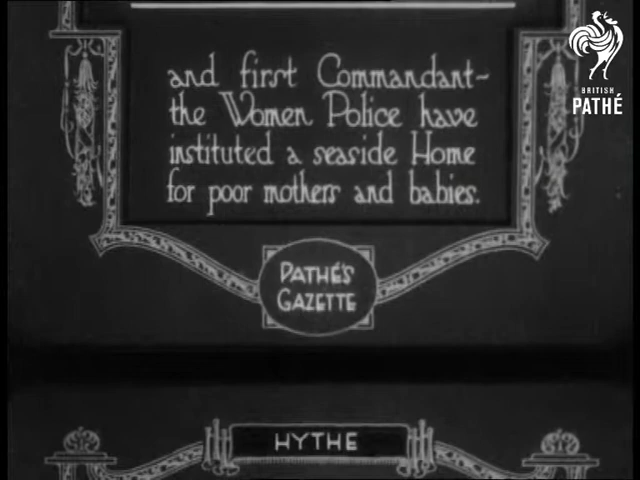 and first Commandant-
the Women Police have
instituted a seaside Home
for poor mothers and babies.
PATHÉ'S
GAZETTE
HYTHE
BRITISH
PATHÉ